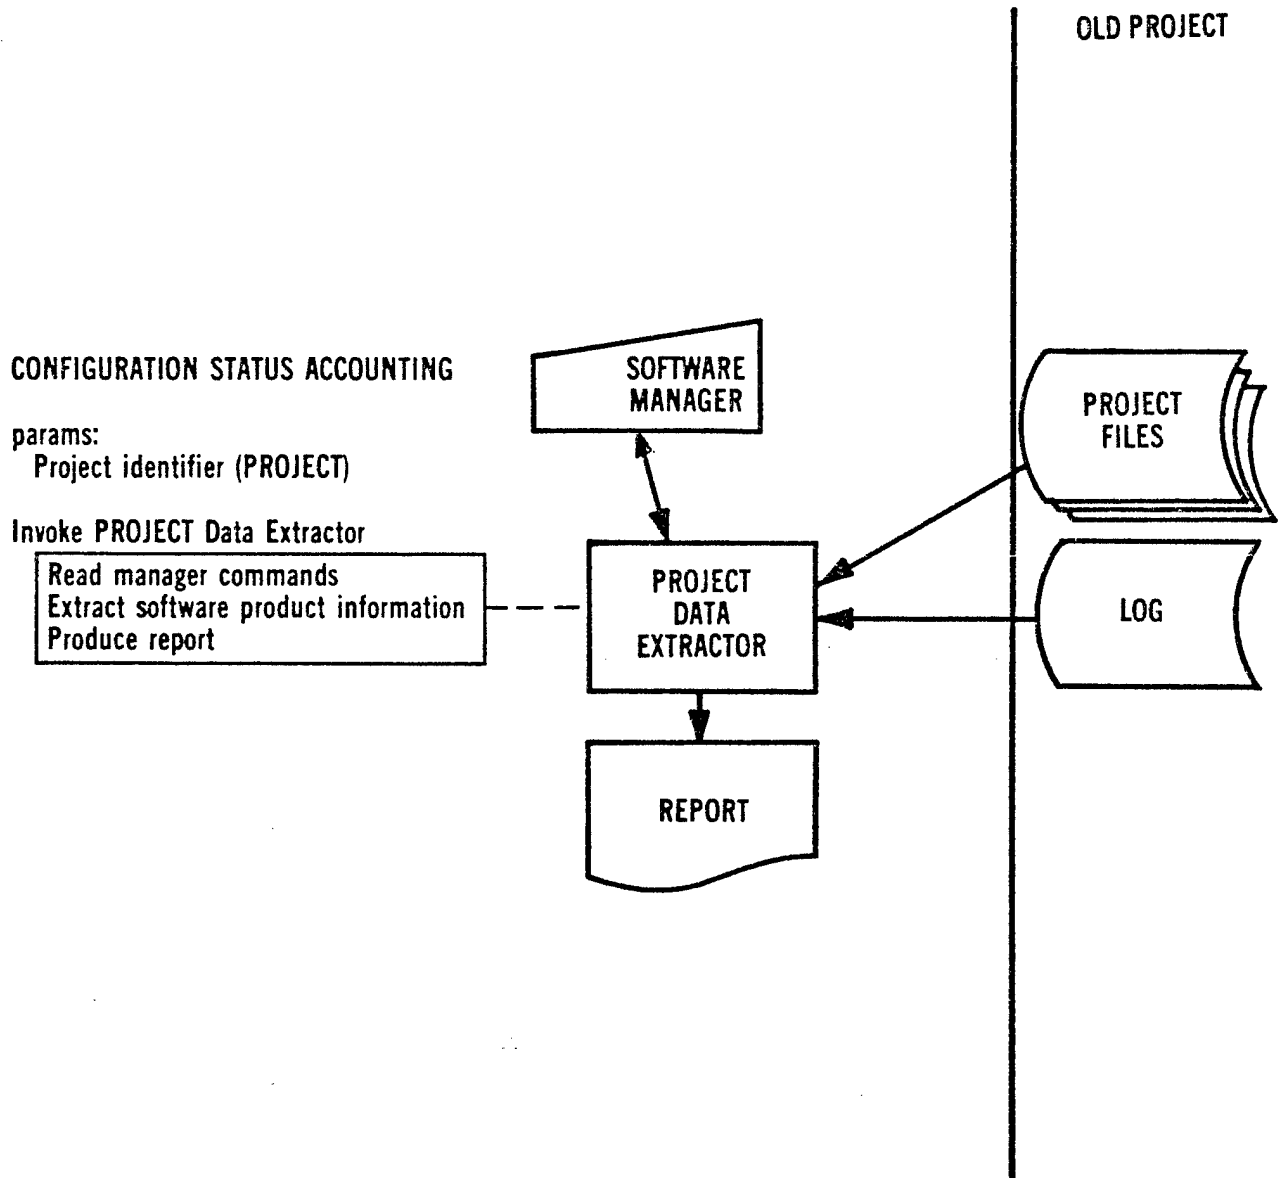 OLD PROJECT
CONFIGURATION STATUS ACCOUNTING
params:
Project identifier (PROJECT)
Invoke PROJECT Data Extractor
Read manager commands
Extract software product information
Produce report
SOFTWARE
MANAGER
PROJECT
DATA
EXTRACTOR
REPORT
PROJECT
FILES
LOG